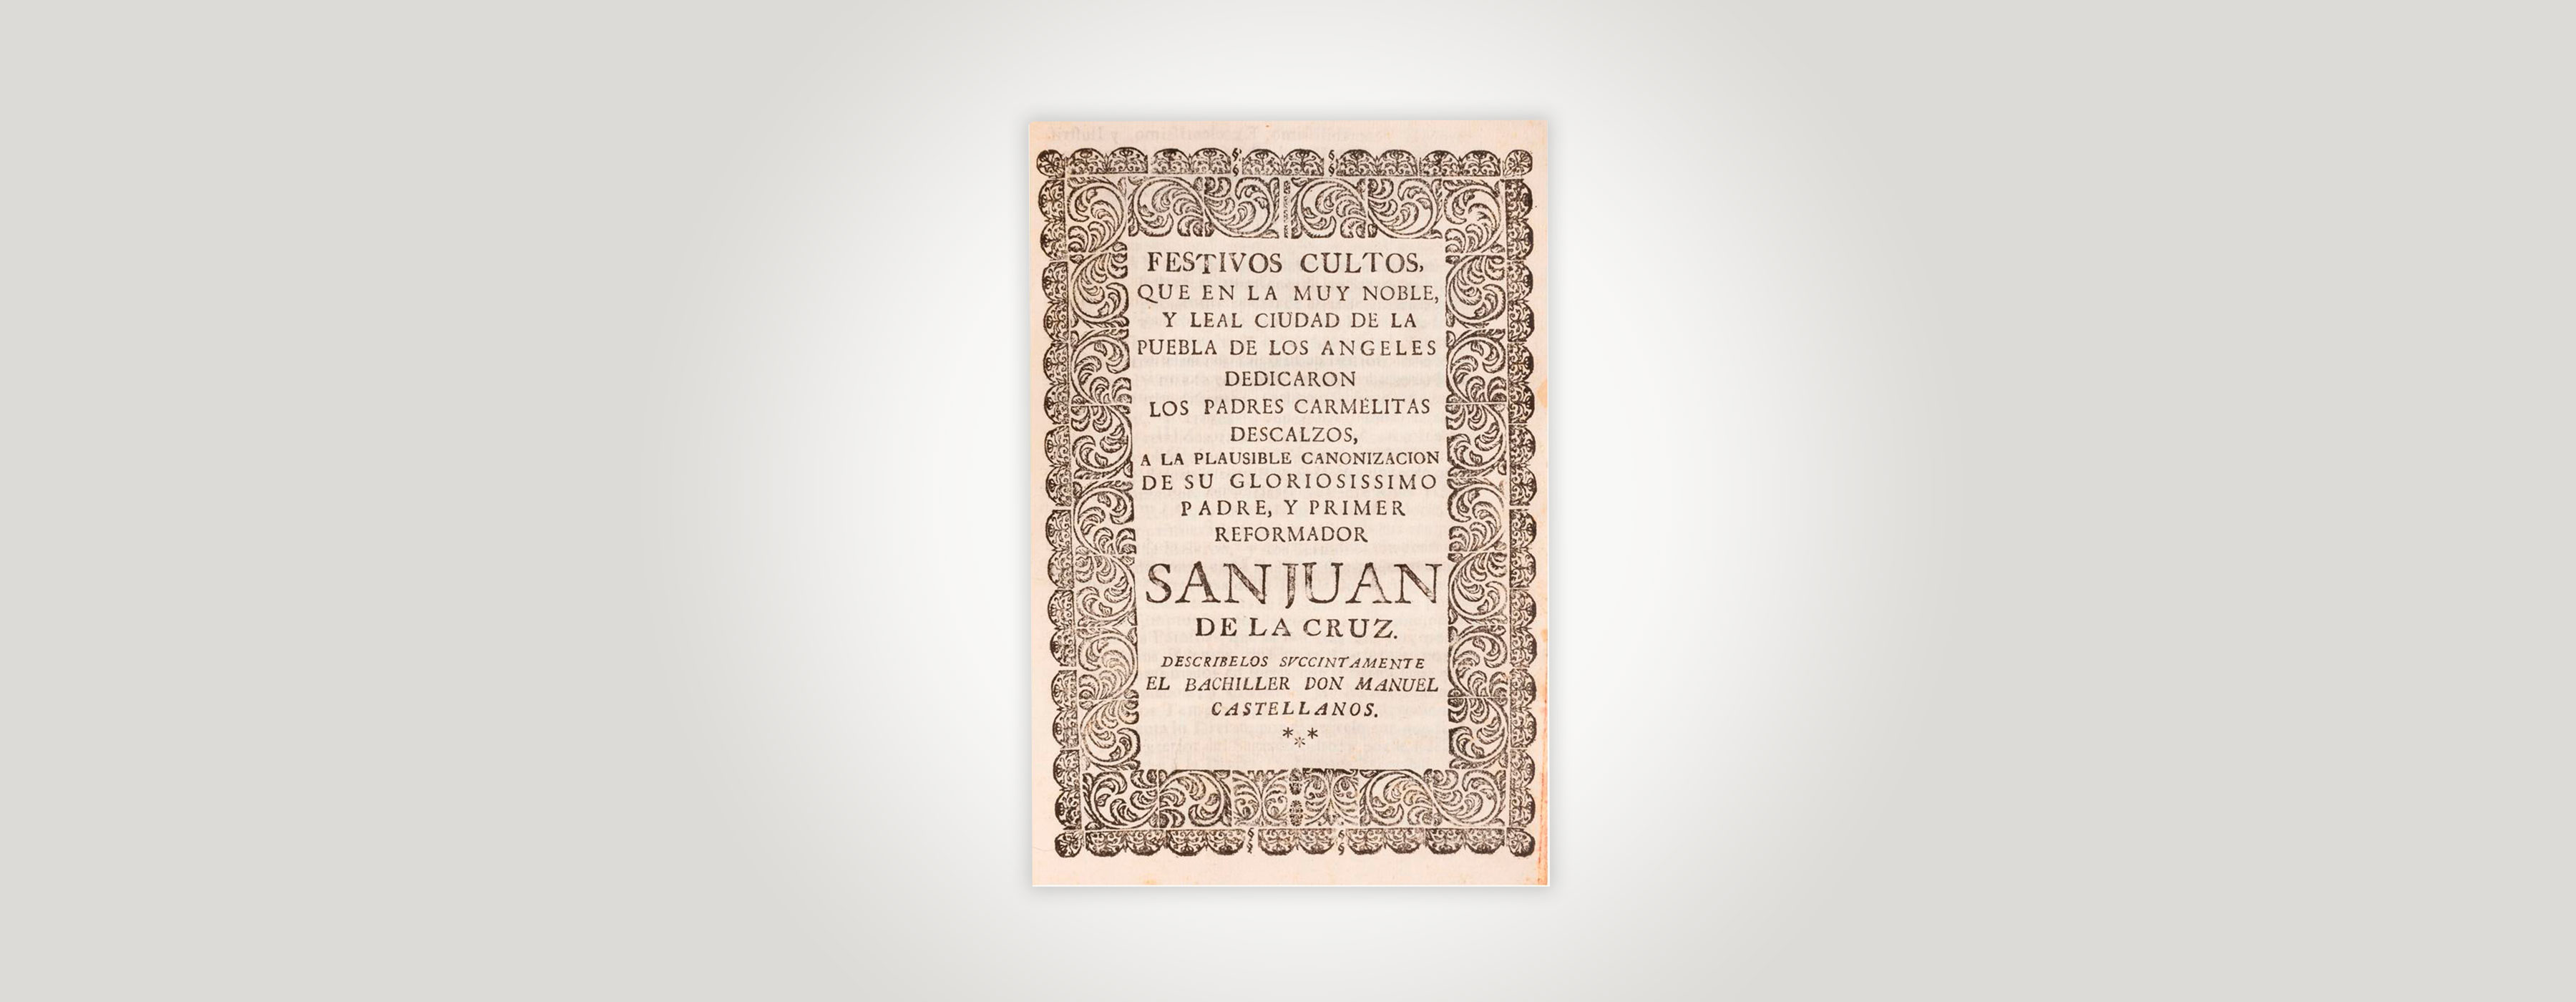 FESTIVOS CULTOS,
QUE EN LA MUY NOBLE,
Y LEAL CIUDAD DE LA
PUEBLA DE LOS ANGELES
DEDICARON
LOS PADRES CARMELITAS
DESCALZOS,
A LA PLAUSIBLE CANONIZACION
DE SU GLORIOSISSIMO
PADRE, Y PRIMER
REFORMADOR
SAN JUAN
DE LA CRUZ.
DESCRIBELOS SVCCINTAMENTE
EL BACHILLER DON MANUEL
CASTELLANOS.